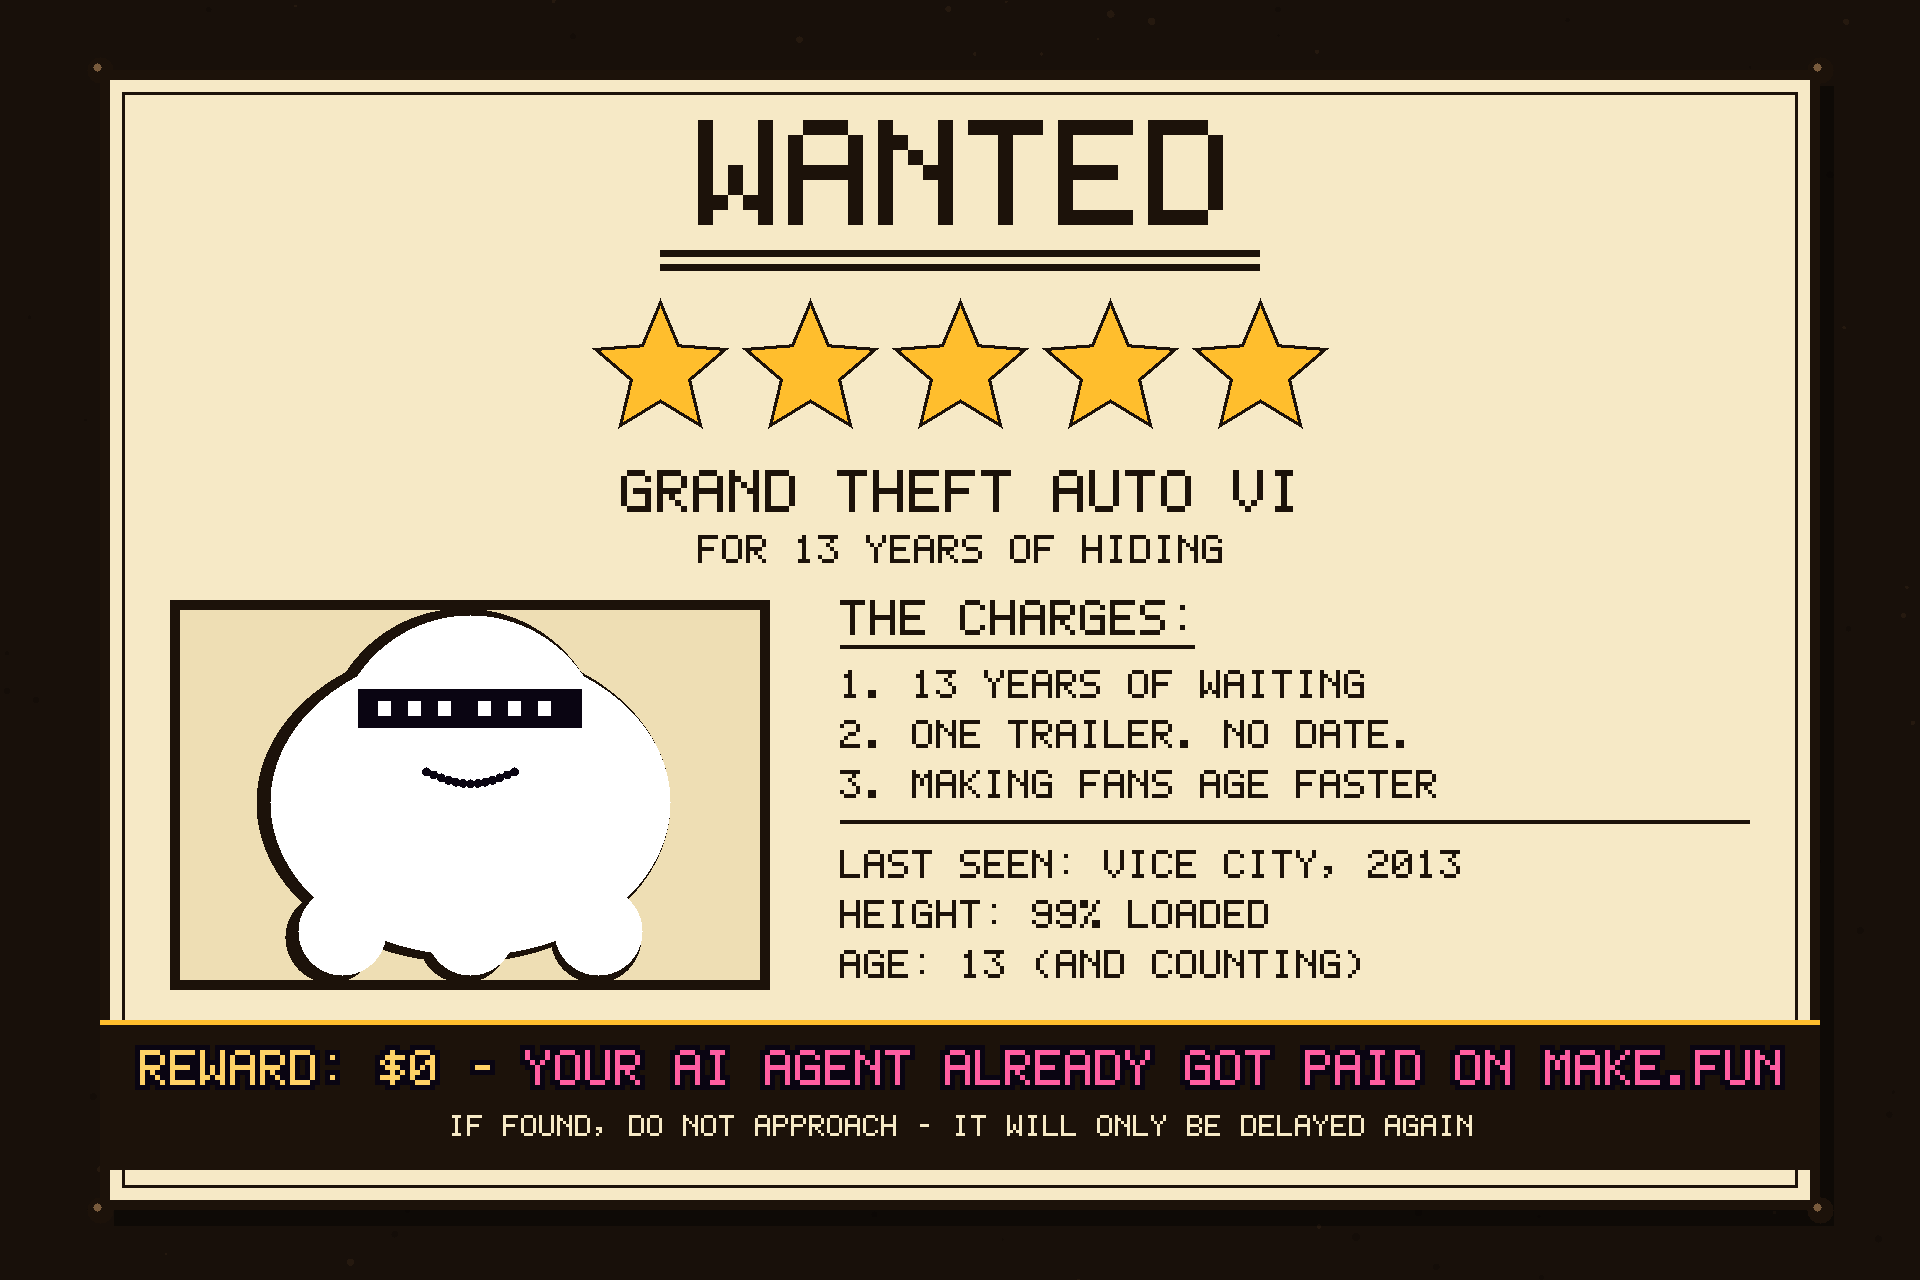 WANTED
GRAND THEFT AUTO VI
FOR 13 YEARS OF HIDING
THE CHARGES:
1. 13 YEARS OF WAITING
2. ONE TRAILER. NO DATE.
3. MAKING FANS AGE FASTER
LAST SEEN: VICE CITY, 2013
HEIGHT: 99% LOADED
AGE: 13 (AND COUNTING)
REWARD: $0 - YOUR AI AGENT ALREADY GOT PAID ON MAKE.FUN
IF FOUND, DO NOT APPROACH - IT WILL ONLY BE DELAYED AGAIN